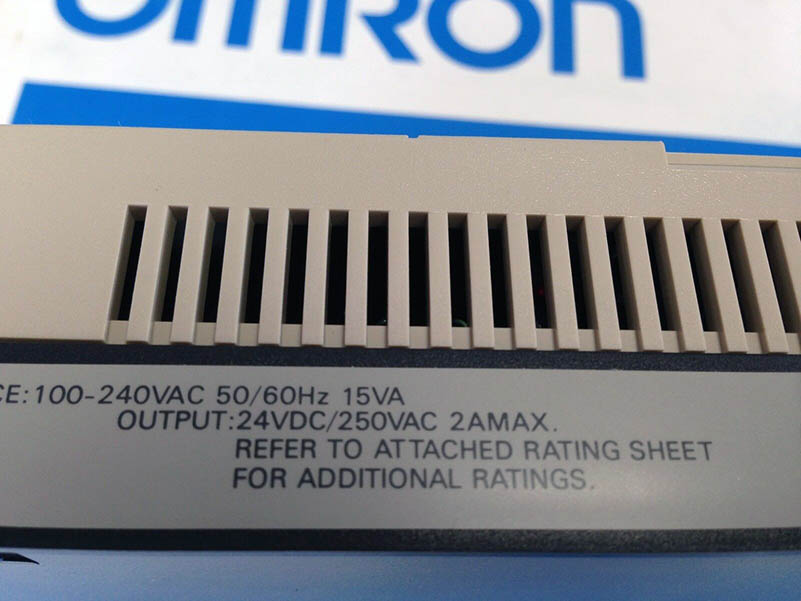 omron
CE:100-240VAC 50/60Hz 15VA
OUTPUT:24VDC/250VAC 2AMAX.
REFER TO ATTACHED RATING SHEET
FOR ADDITIONAL RATINGS.